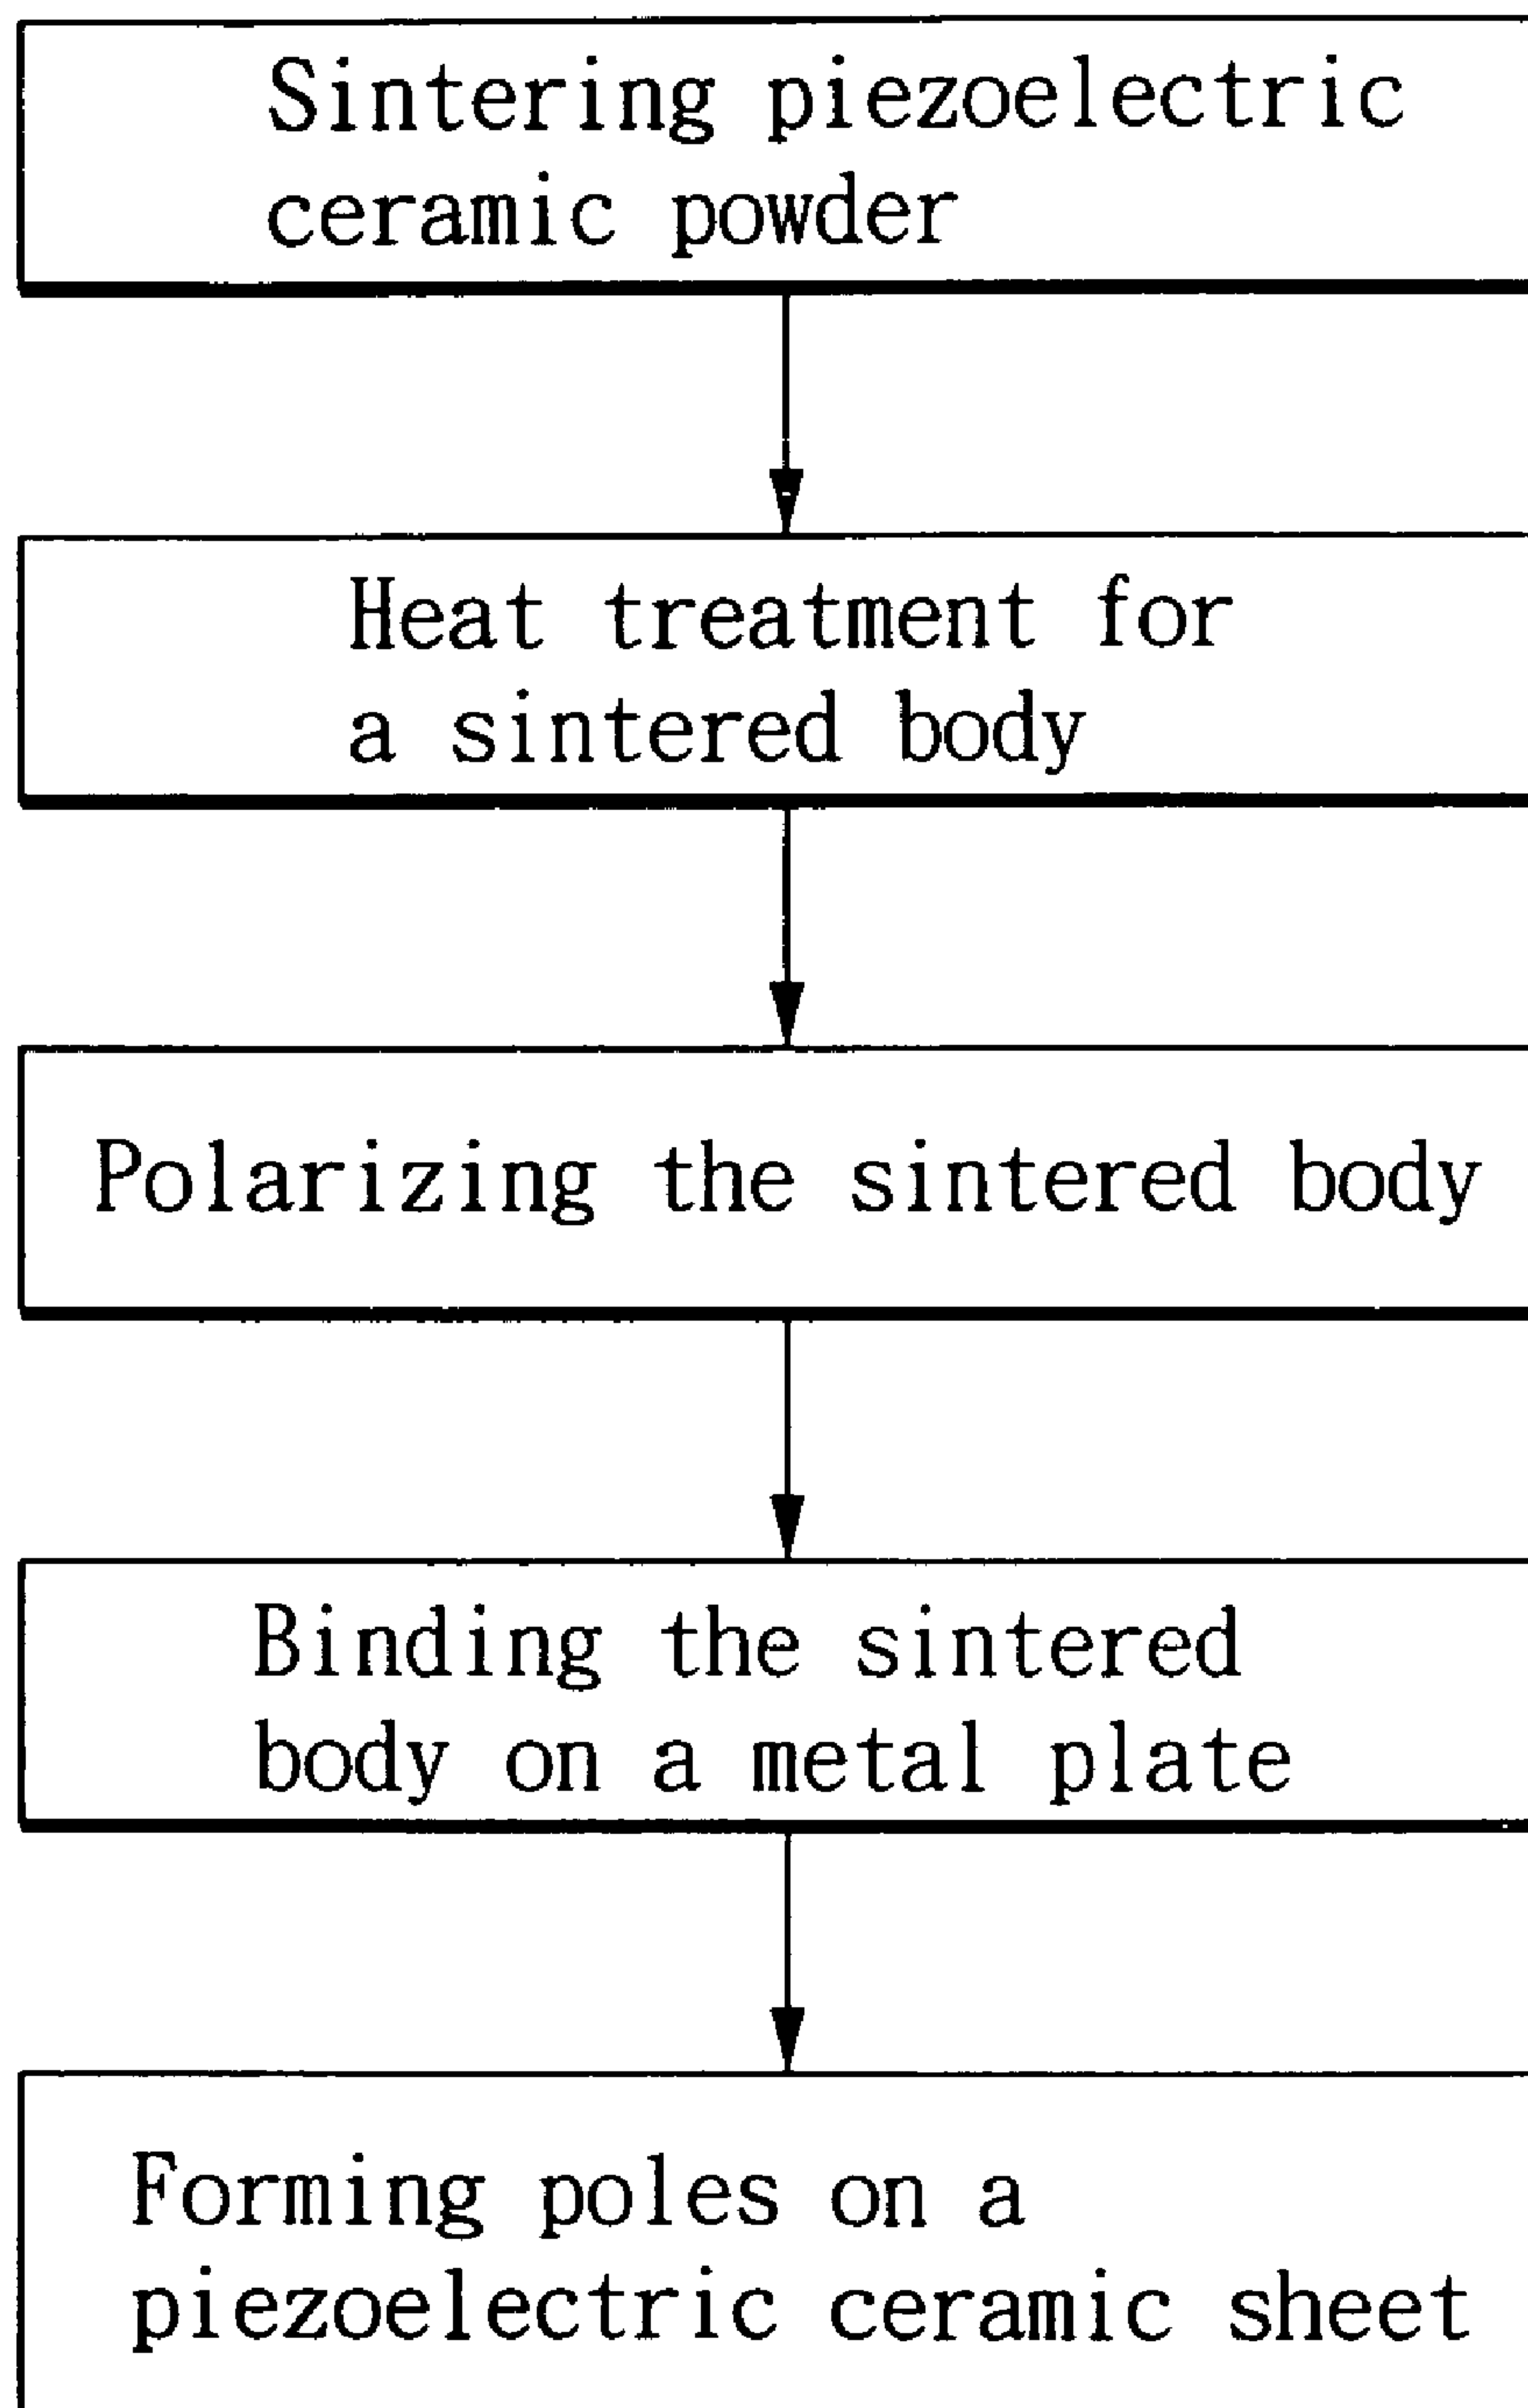 Sintering piezoelectric
ceramic powder
Heat treatment for
a sintered body
Polarizing the sintered body
Binding the sintered
body on a metal plate
Forming poles on a
piezoelectric ceramic sheet